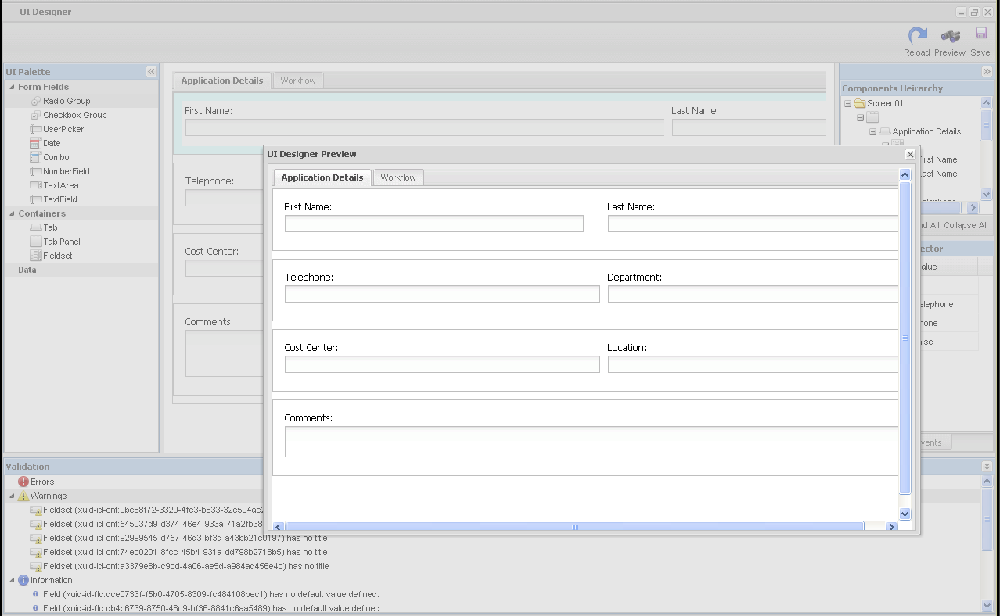 UI Designer
Reload Preview Save
UI Palette
Form Fields
Radio Group
Checkbox Group
UserPicker
Date
Combo
NumberField
TextArea
TextField
Containers
Tab
Tab Panel
Fieldset
Data
Application Details Workflow
First Name: Last Name:
Telephone:
Cost Center:
Comments:
UI Designer Preview
Application Details Workflow
First Name: Last Name:
Telephone: Department:
Cost Center: Location:
Comments:
Components Heirarchy
Screen01
Application Details
First Name
Last Name
Telephone
nd All Collapse All
ector
alue
elephone
hone
alse
vents
Validation
Errors
Warnings
Fieldset (xuid-id-cnt:0bc68f72-3320-4fe3-b833-32e594ac2
Fieldset (xuid-id-cnt:545037d9-d374-46e4-933a-71a2fb38
Fieldset (xuid-id-cnt:92999545-d757-46d3-bf3d-a43bb21c0197) has no title
Fieldset (xuid-id-cnt:74ec0201-8fcc-45b4-931a-dd798b2718b5) has no title
Fieldset (xuid-id-cnt:a3379e8b-c9cd-4a06-ae5d-a984ad456e4c) has no title
Information
Field (xuid-id-fld:dce0733f-f5b0-4705-8309-fc484108bec1) has no default value defined.
Field (xuid-id-fld:db4b6739-8750-48c9-bf36-8841c6aa5489) has no default value defined.